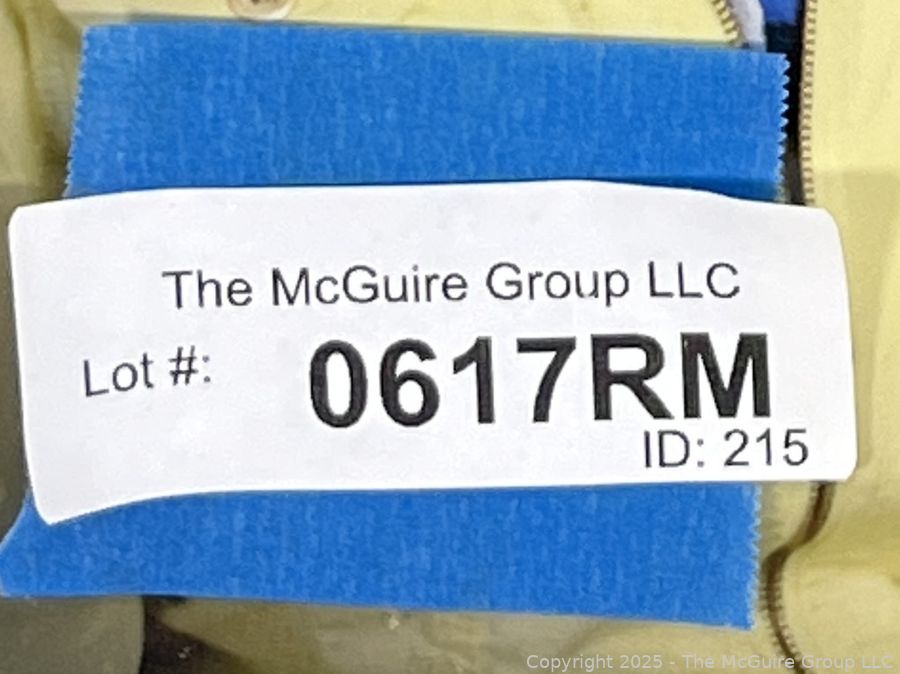 The McGuire Group LLC
Lot #: 0617RM
ID: 215
Copyright 2025 - The McGuire Group LLC